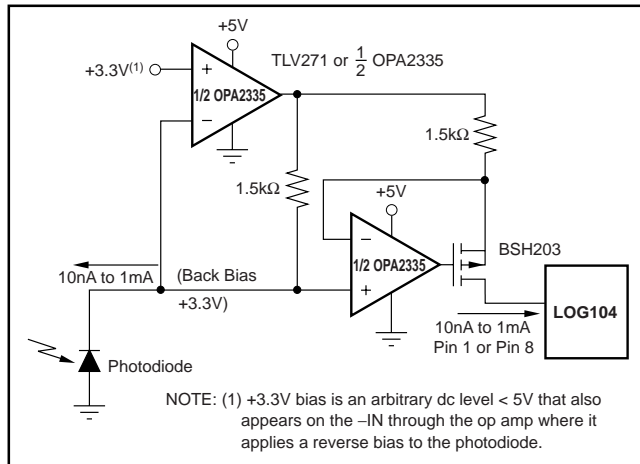 +5V
TLV271 or 1/2 OPA2335
+3.3V(1)
+
1/2 OPA2335
–
1.5kΩ
1.5kΩ
+5V
–
1/2 OPA2335
+
BSH203
10nA to 1mA
(Back Bias
+3.3V)
LOG104
10nA to 1mA
Pin 1 or Pin 8
Photodiode
NOTE: (1) +3.3V bias is an arbitrary dc level < 5V that also
appears on the –IN through the op amp where it
applies a reverse bias to the photodiode.